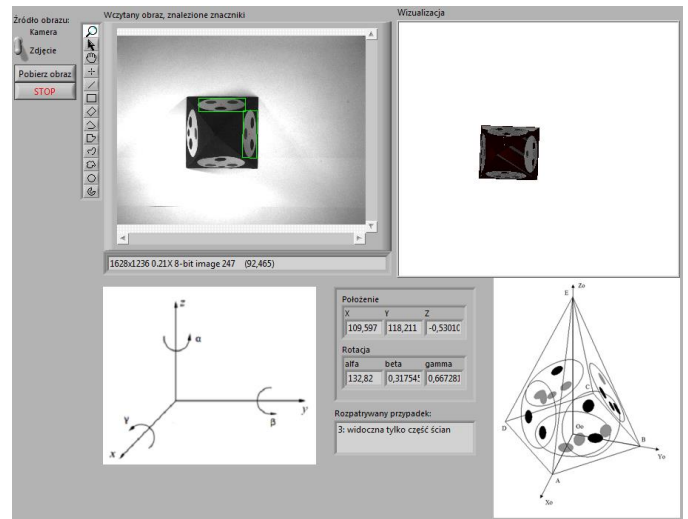 Źródło obrazu:
Kamera
Zdjęcie
Pobierz obraz
STOP
Wczytany obraz, znalezione znaczniki
1628x1236 0.21X 8-bit image 247 (92,465)
Wizualizacja
z
α
y
β
γ
x
Położenie
X Y Z
109,597 118,211 -0,5301
Rotacja
alfa beta gamma
132,82 0,317545 0,667281
Rozpatrywany przypadek:
3: widoczna tylko część ścian
Zo
E
C
D
Oo
B
Yo
A
Xo